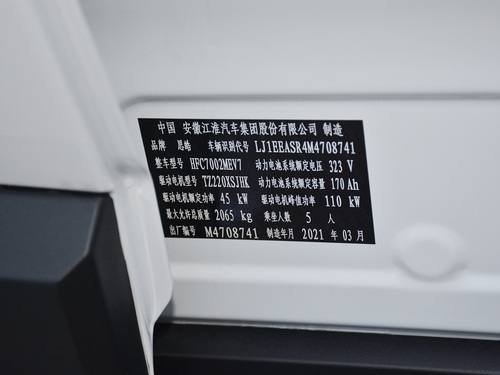 中国 安徽江淮汽车集团股份有限公司 制造
品牌 思皓 车辆识别代号 LJ1EEASR4M4708741
整车型号 HFC7002MEV7 动力电池系统额定电压 323 V
驱动电机型号 TZ220XSJHK 动力电池系统额定容量 170 Ah
驱动电机额定功率 45 kW 驱动电机峰值功率 110 kW
最大允许总质量 2065 kg 乘坐人数 5 人
出厂编号 M4708741 制造年月 2021 年 03 月